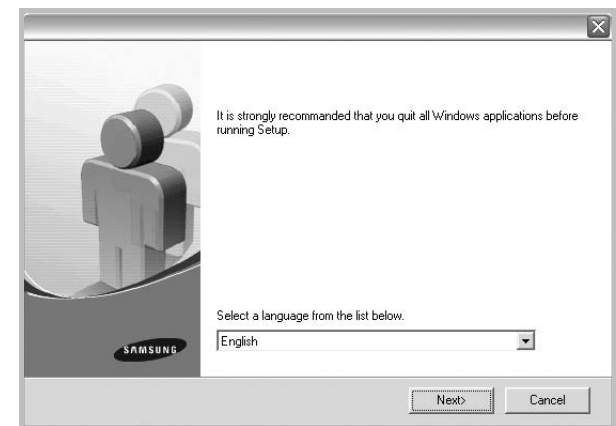 It is strongly recommanded that you quit all Windows applications before
running Setup.
Select a language from the list below.
English
SAMSUNG
Next>
Cancel